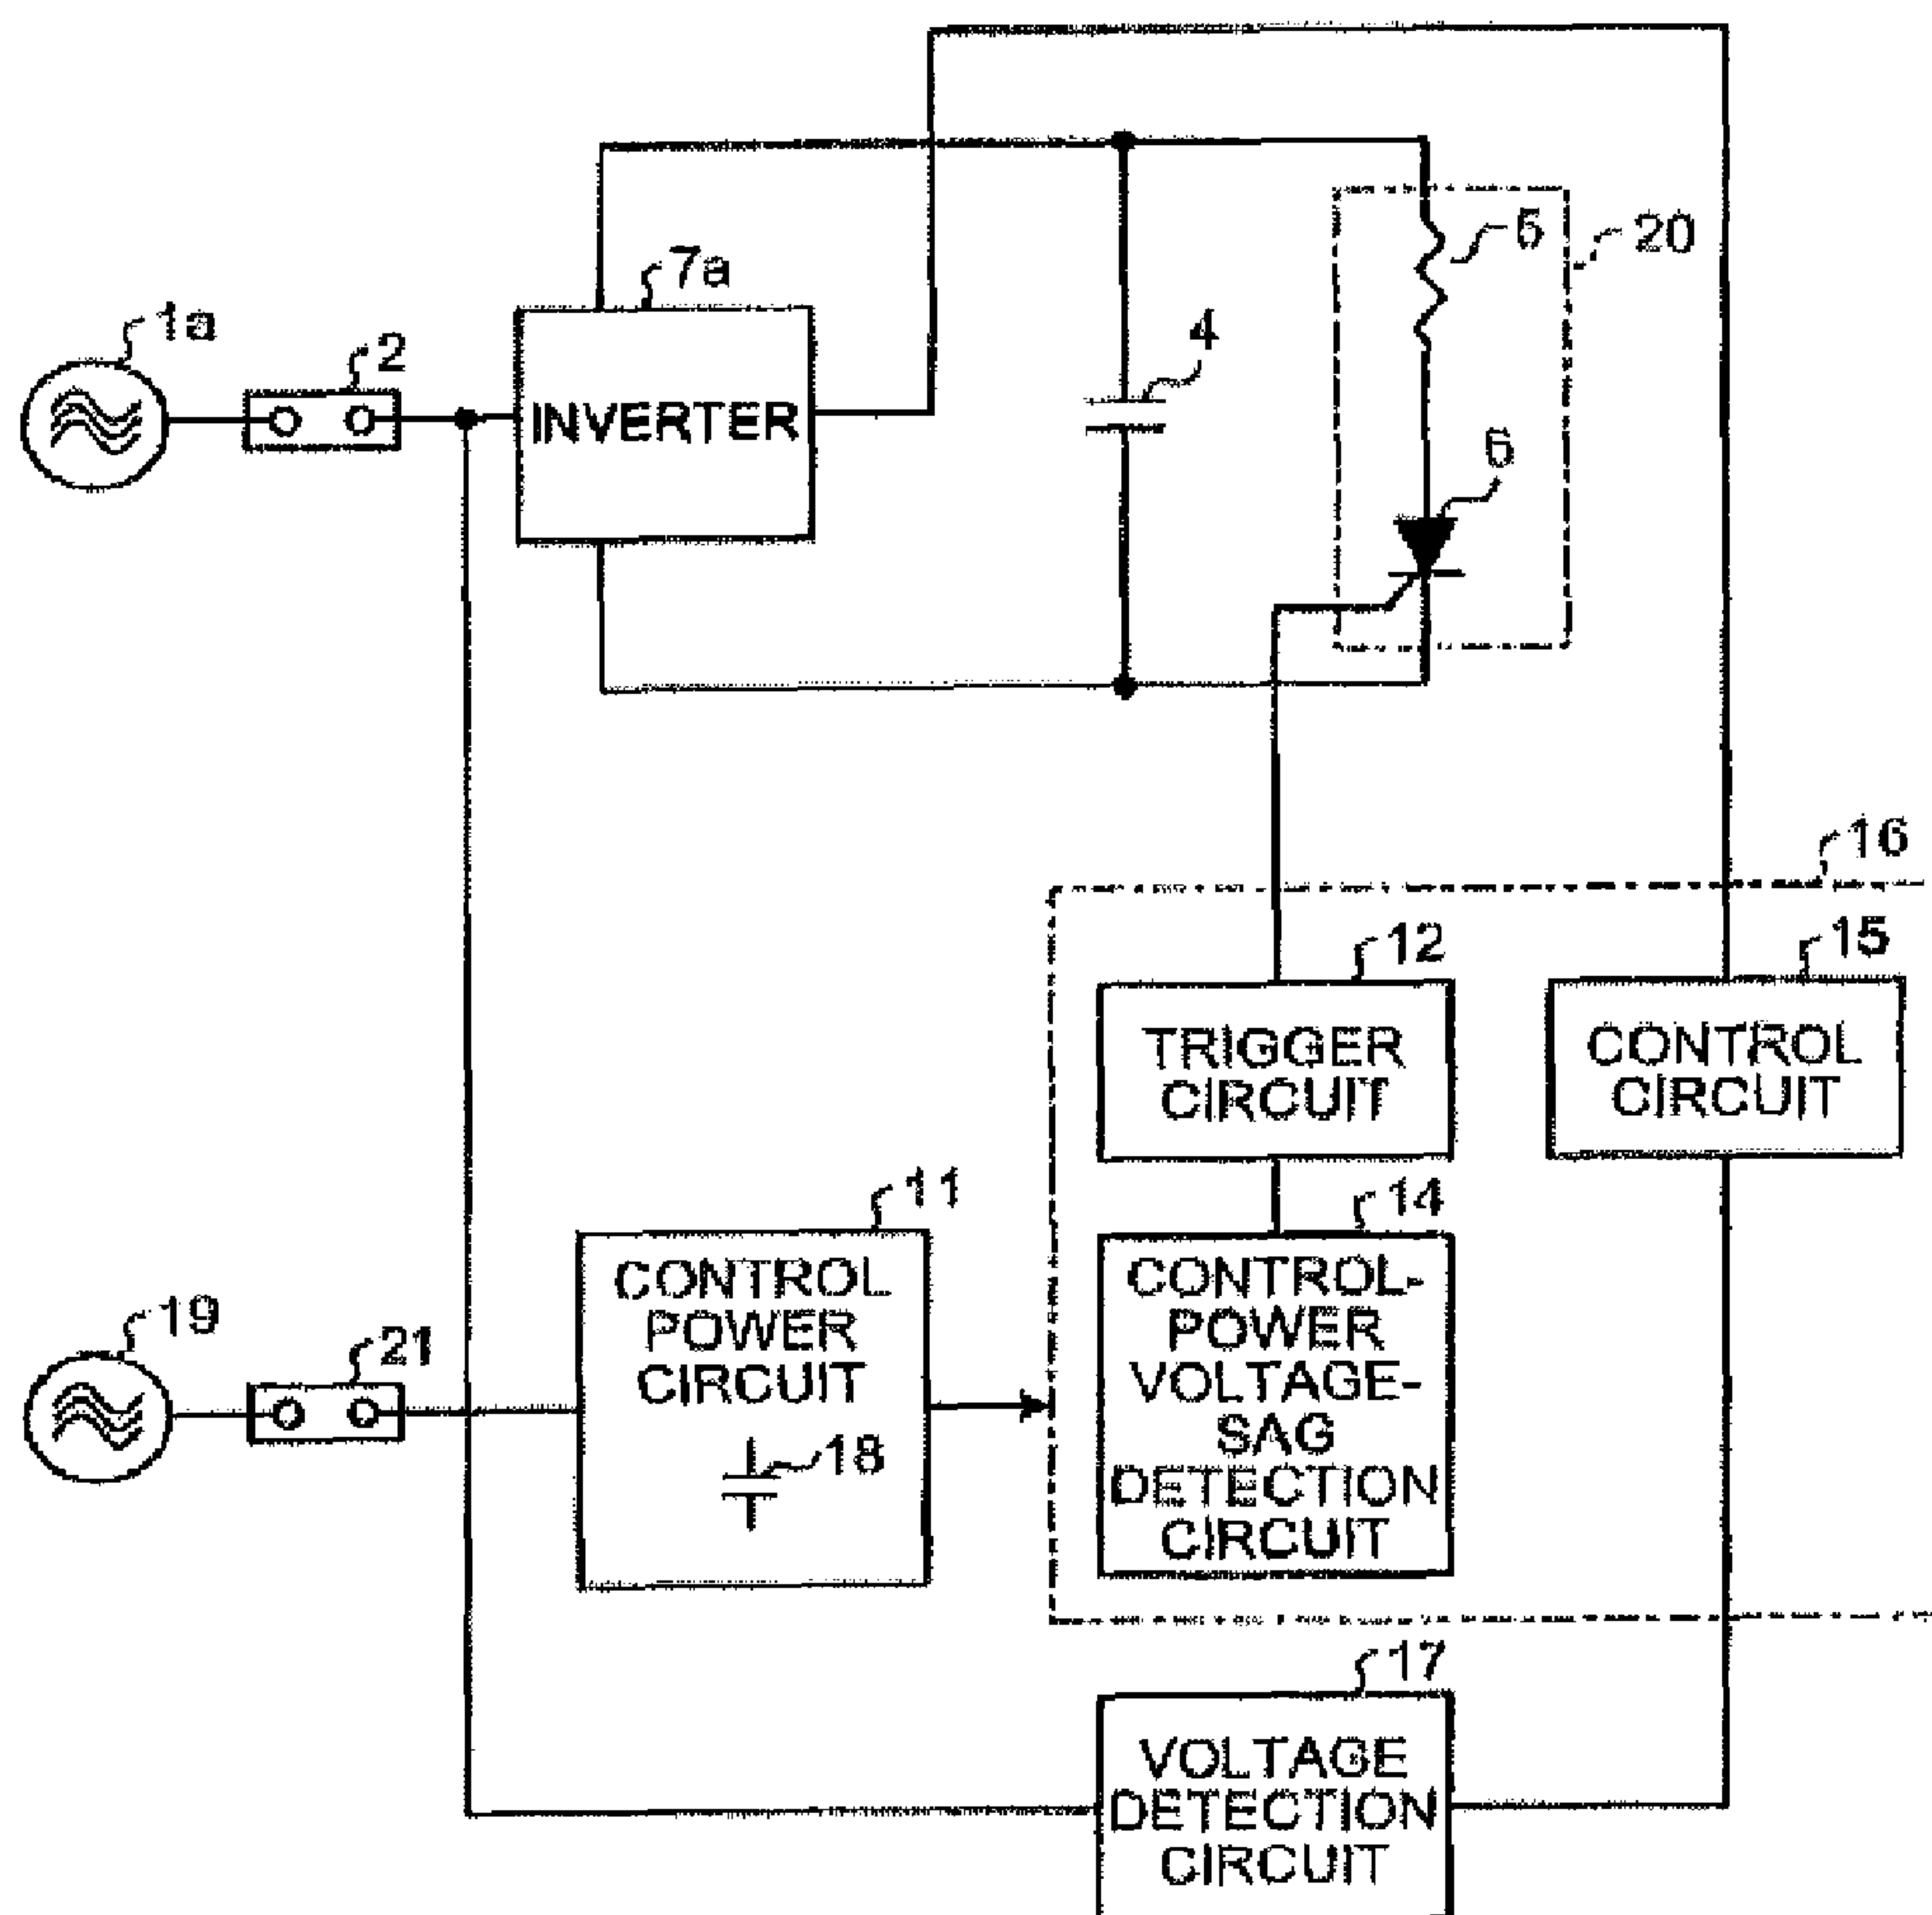 7a
5
20
1a
2
4
INVERTER
6
16
12
15
TRIGGER
CIRCUIT
CONTROL
CIRCUIT
11
14
CONTROL
POWER
CIRCUIT
CONTROL-
POWER
VOLTAGE-
SAG
DETECTION
CIRCUIT
19
21
18
17
VOLTAGE
DETECTION
CIRCUIT